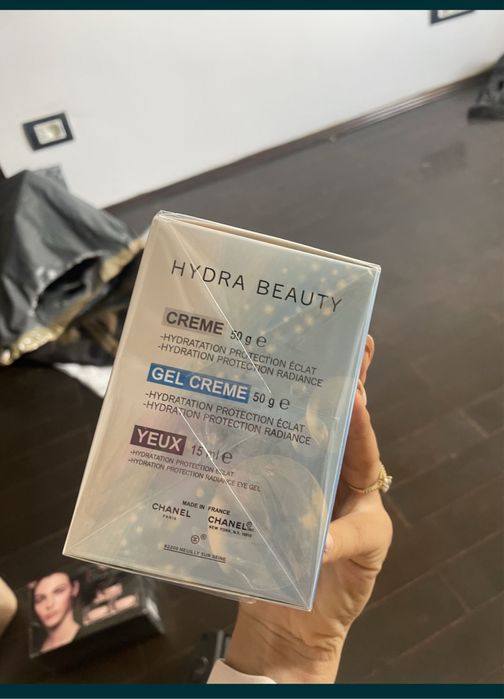 HYDRA BEAUTY
CREME 50 g e
-HYDRATATION PROTECTION ÉCLAT
-HYDRATION PROTECTION RADIANCE
GEL CREME 50 g e
-HYDRATATION PROTECTION ÉCLAT
-HYDRATION PROTECTION RADIANCE
YEUX 15 ml e
-HYDRATATION PROTECTION ÉCLAT
-HYDRATION PROTECTION RADIANCE EYE GEL
MADE IN FRANCE
CHANEL
PARIS
CHANEL
NEW YORK, N.Y.
92200 NEUILLY SUR SEINE